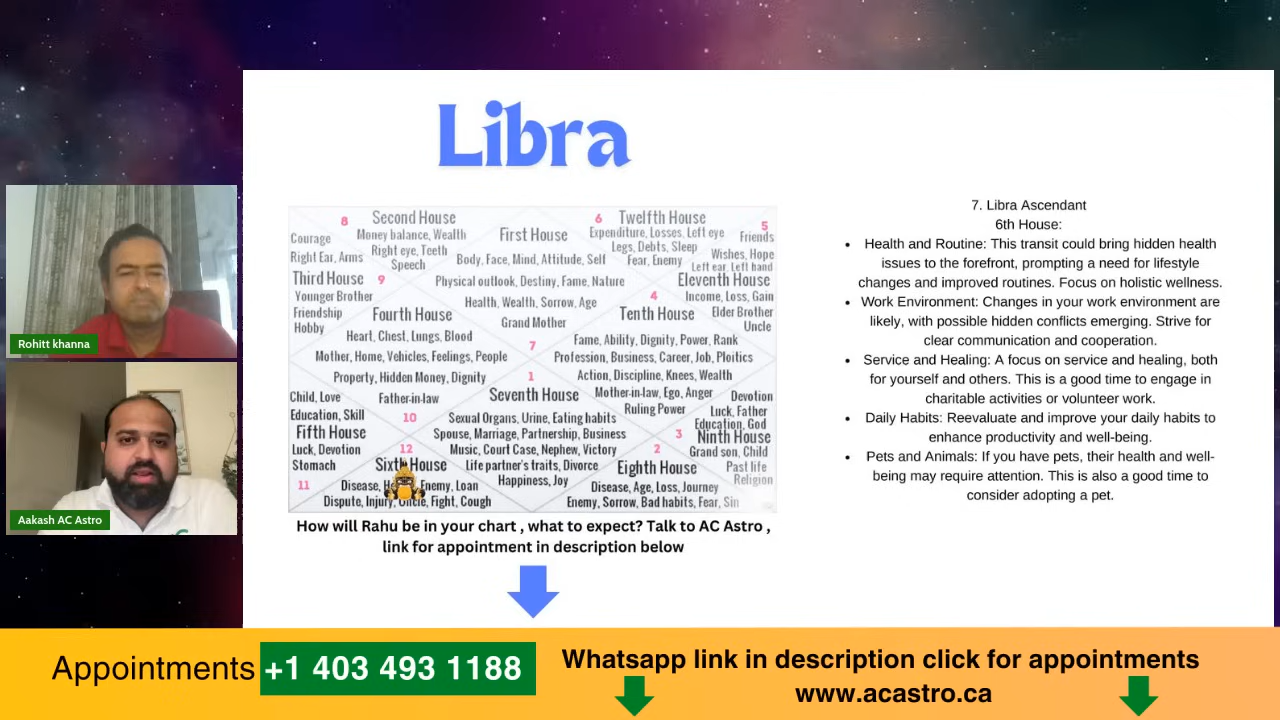 Libra
8
Second House
Money balance, Wealth
Right eye, Teeth
Speech
Courage
Right Ear, Arms
Third House
9
Younger Brother
Friendship
Hobby
First House
Body, Face, Mind, Attitude, Self
Physical outlook, Destiny, Fame, Nature
Health, Wealth, Sorrow, Age
Grand Mother
6
Twelfth House
Expenditure, Losses, Left eye
Legs, Debts, Sleep
Fear, Enemy
5
Friends
Wishes, Hope
Left ear, Left hand
Eleventh House
Income, Loss, Gain
Elder Brother
Uncle
Fourth House
Heart, Chest, Lungs, Blood
Mother, Home, Vehicles, Feelings, People
Property, Hidden Money, Dignity
Father-in-law
7
1
10
4
Tenth House
Fame, Ability, Dignity, Power, Rank
Profession, Business, Career, Job, Ploitics
Action, Discipline, Knees, Wealth
Mother-in-law, Ego, Anger
Ruling Power
Child, Love
Education, Skill
Fifth House
Luck, Devotion
Stomach
11
Seventh House
Sexual Organs, Urine, Eating habits
Spouse, Marriage, Partnership, Business
Music, Court Case, Nephew, Victory
Life partner's traits, Divorce
Happiness, Joy
Devotion
Luck, Father
Education, God
3
Ninth House
Grand son, Child
Past life
Religion
12
Sixth House
Disease, Enemy, Loan
Dispute, Injury, Uncle, Fight, Cough
2
Eighth House
Disease, Age, Loss, Journey
Enemy, Sorrow, Bad habits, Fear, Sin
How will Rahu be in your chart , what to expect? Talk to AC Astro ,
link for appointment in description below
7. Libra Ascendant
6th House:
• Health and Routine: This transit could bring hidden health
issues to the forefront, prompting a need for lifestyle
changes and improved routines. Focus on holistic wellness.
• Work Environment: Changes in your work environment are
likely, with possible hidden conflicts emerging. Strive for
clear communication and cooperation.
• Service and Healing: A focus on service and healing, both
for yourself and others. This is a good time to engage in
charitable activities or volunteer work.
• Daily Habits: Reevaluate and improve your daily habits to
enhance productivity and well-being.
• Pets and Animals: If you have pets, their health and well-
being may require attention. This is also a good time to
consider adopting a pet.
Rohitt khanna
Aakash AC Astro
Appointments +1 403 493 1188
Whatsapp link in description click for appointments
www.acastro.ca